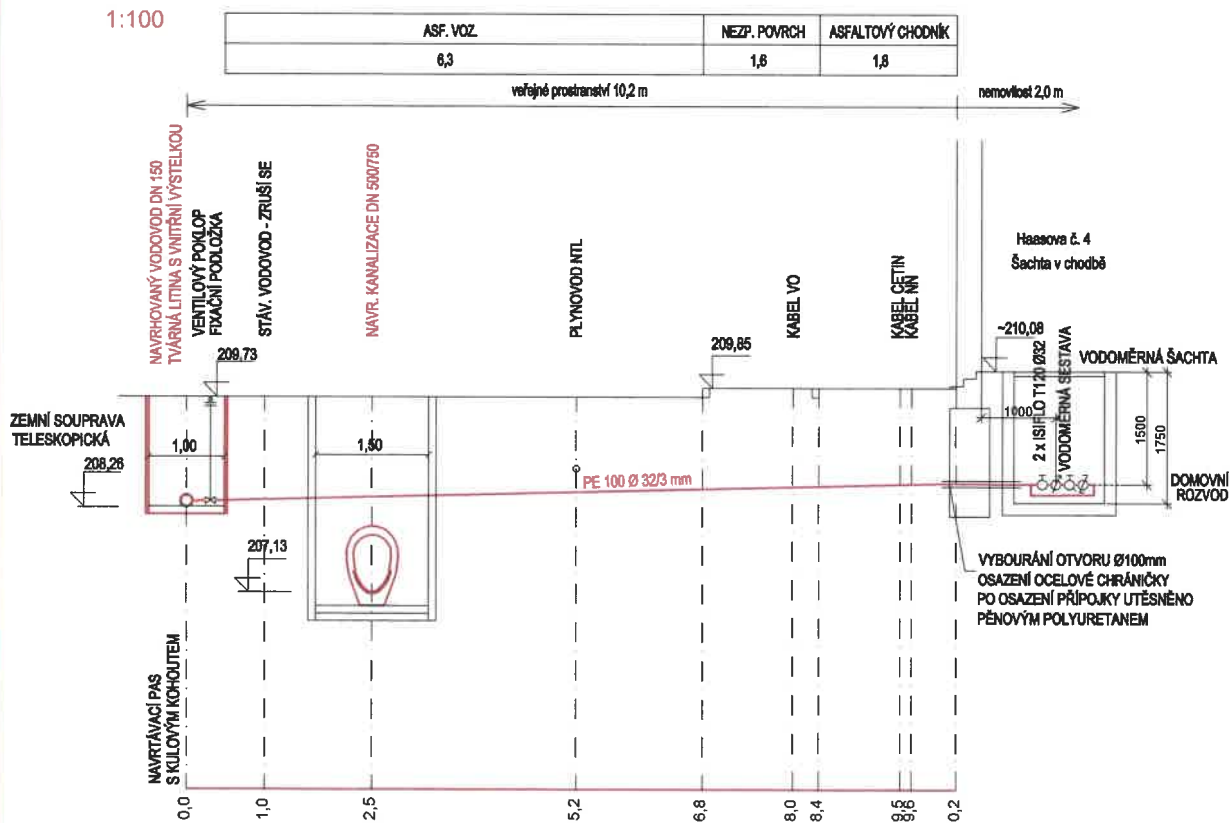 1:100
ASF. VOZ.
NEZP. POVRCH
ASFALTOVÝ CHODNÍK
6,3
1,6
1,8
veřejné prostranství 10,2 m
nemovitost 2,0 m
NAVRHOVANÝ VODOVOD DN 150
TVÁRNÁ LITINA S VNITŘNÍ VÝSTELKOU
VENTILOVÝ POKLOP
FIXAČNÍ PODLOŽKA
STÁV. VODOVOD - ZRUŠÍ SE
NÁVR. KANALIZACE DN 500/750
PLYNOVOD NTL
KABEL VO
KABEL CETIN
KABEL NN
Haasova č. 4
Šachta v chodbě
209,73
209,85
~210,08
VODOMĚRNÁ ŠACHTA
ZEMNÍ SOUPRAVA
TELESKOPICKÁ
208,26
1,00
1,50
1000
2 x ISIFLO T120 Ø32
VODOMĚRNÁ SESTAVA
1500
1750
PE 100 Ø 32/3 mm
DOMOVNÍ
ROZVOD
207,13
VYBOURÁNÍ OTVORU Ø100mm
OSAZENÍ OCELOVÉ CHRÁNIČKY
PO OSAZENÍ PŘÍPOJKY UTĚSNĚNO
PĚNOVÝM POLYURETANEM
NAVRTÁVACÍ PAS
S KULOVÝM KOHOUTEM
0,0
1,0
2,5
5,2
6,8
8,0
8,4
9,5
9,6
0,2